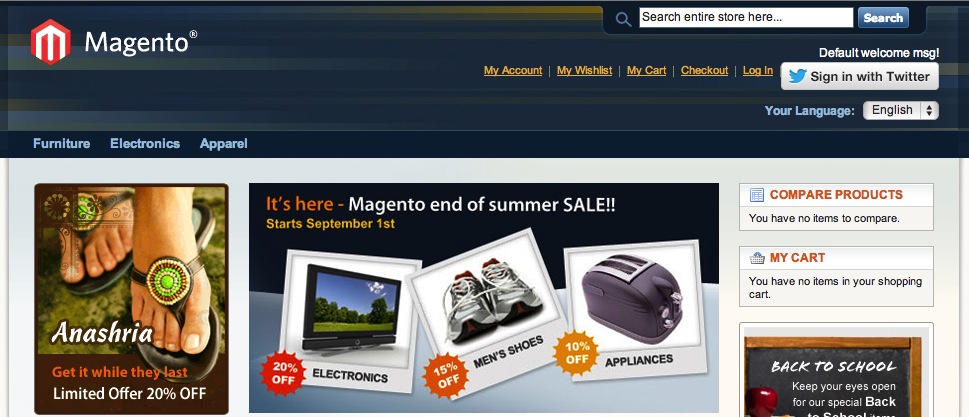 Magento®
Search entire store here...
Search
Default welcome msg!
My Account | My Wishlist | My Cart | Checkout | Log In
Sign in with Twitter
Your Language: English
Furniture Electronics Apparel
Anashria
Get it while they last
Limited Offer 20% OFF
It's here - Magento end of summer SALE!!
Starts September 1st
20%
OFF
ELECTRONICS
15%
OFF
MEN'S SHOES
10%
OFF
APPLIANCES
COMPARE PRODUCTS
You have no items to compare.
MY CART
You have no items in your shopping
cart.
BACK TO SCHOOL
Keep your eyes open
for our special Back
to School items